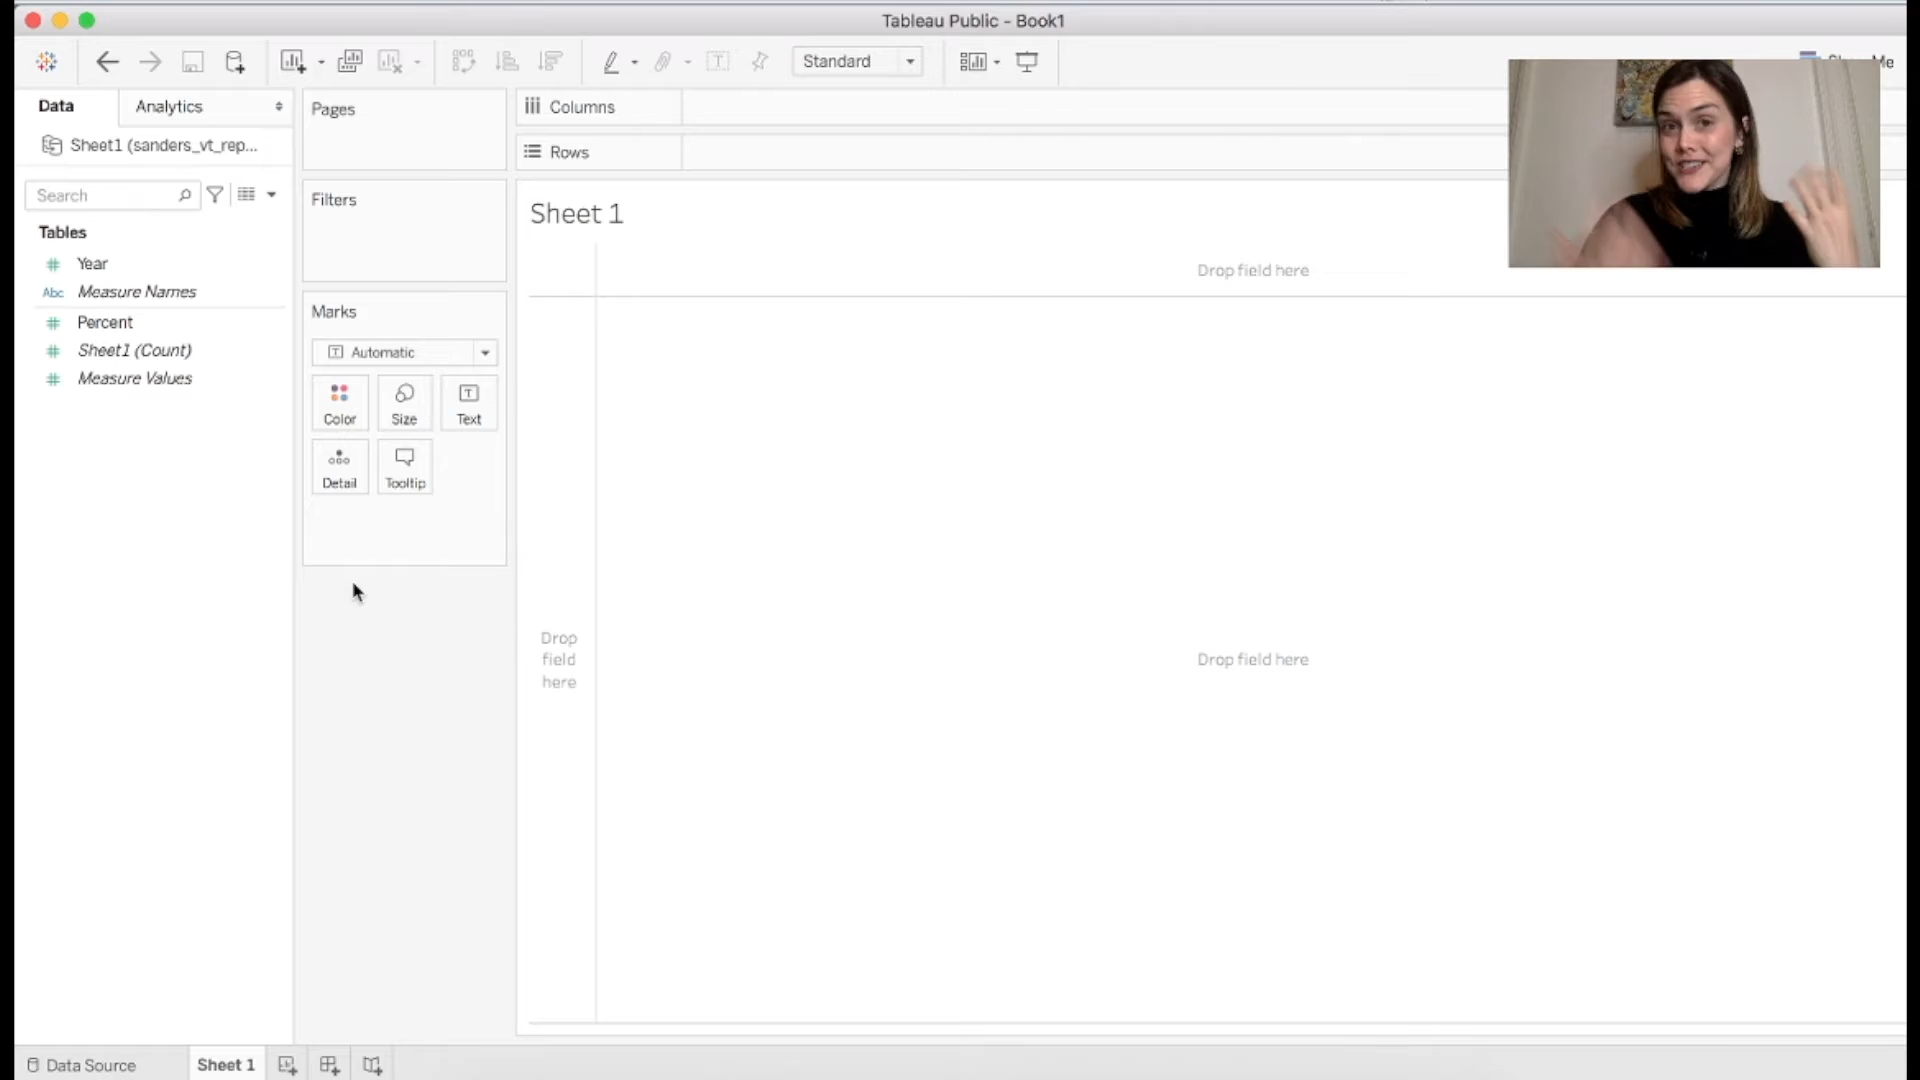 Tableau Public - Book1
Standard
Me
Data
Analytics
Pages
Columns
Sheet1 (sanders_vt_rep...
Rows
Search
Filters
Sheet 1
Tables
Year
Drop field here
Abc Measure Names
Marks
Percent
Sheet1 (Count)
Automatic
Measure Values
Color
Size
Text
Detail
Tooltip
Drop
field
here
Drop field here
Data Source
Sheet 1